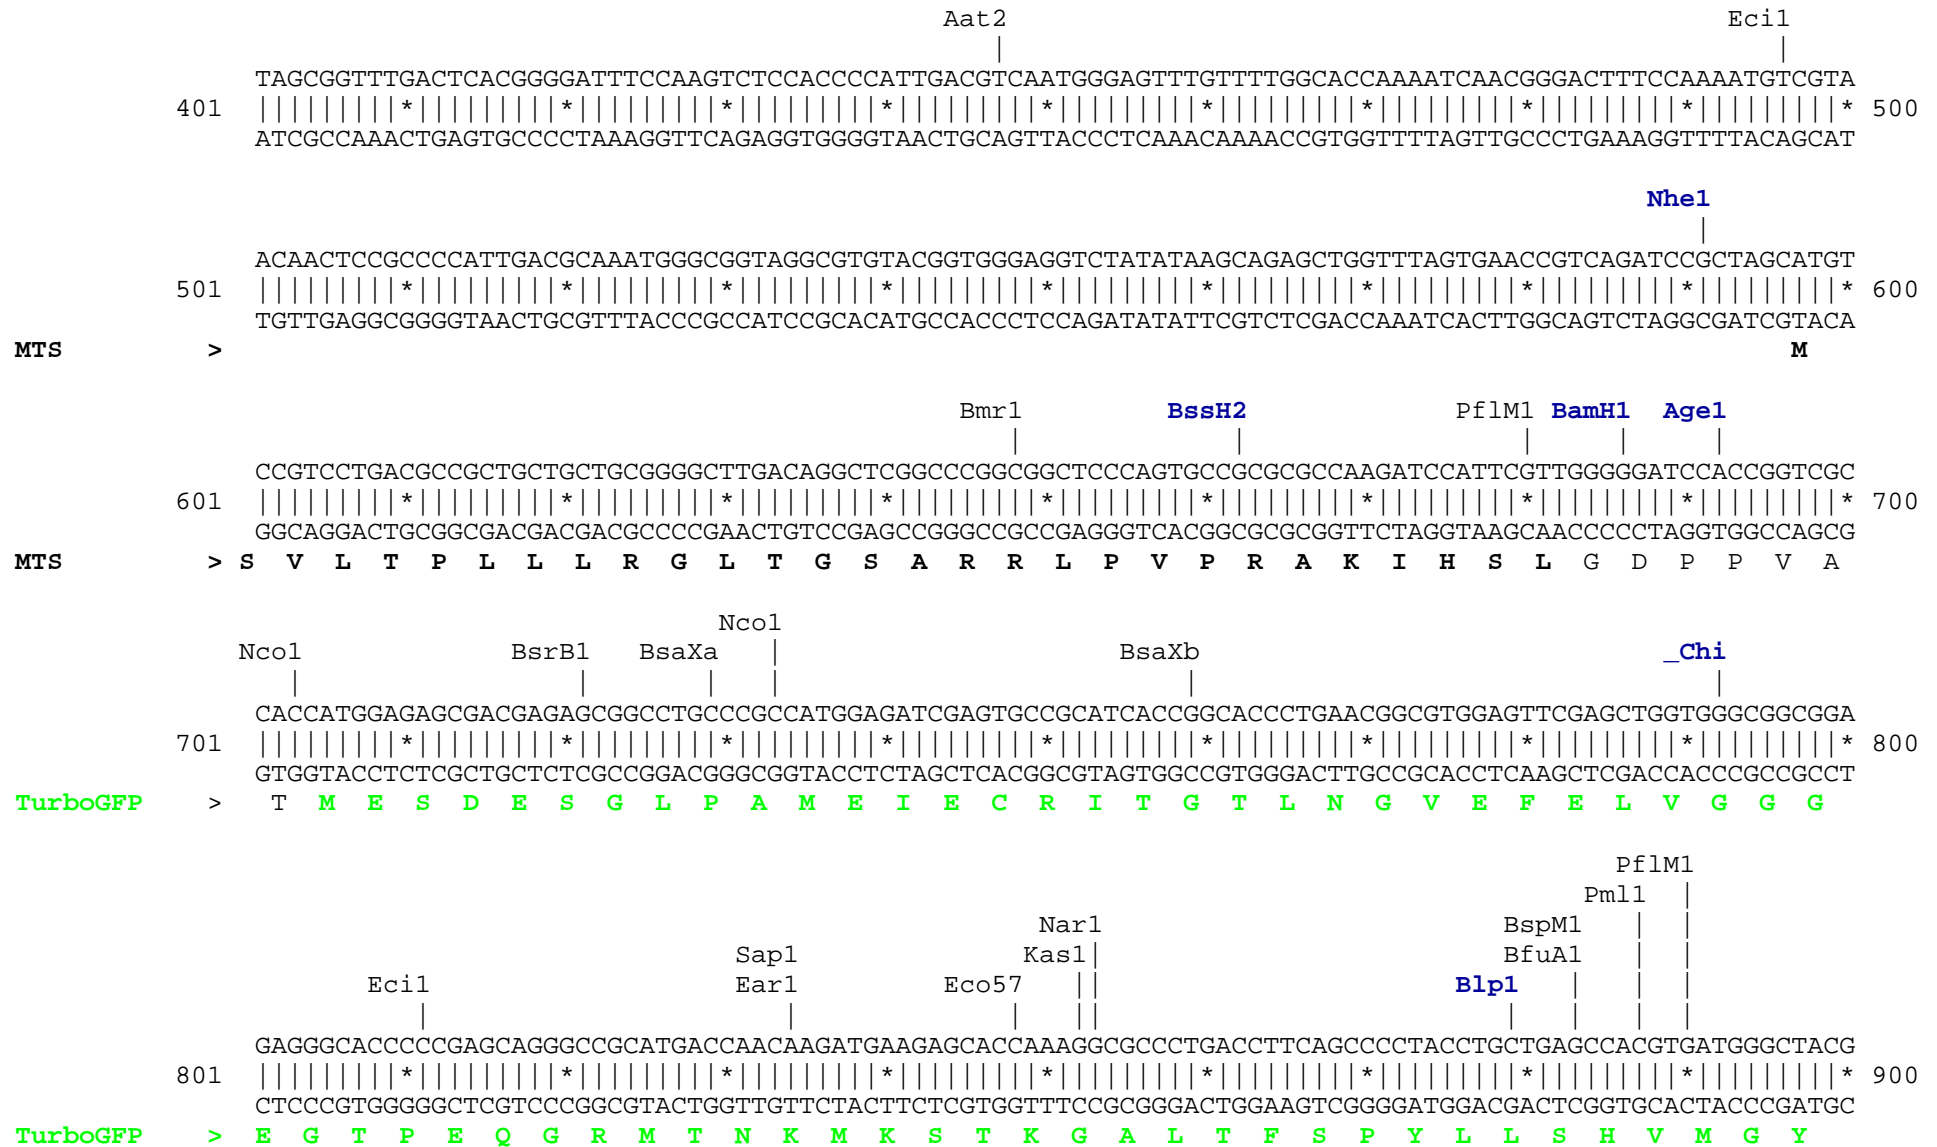 Aat2 Eci1
TAGCGGTTTGACTCACGGGGATTTCCAAGTCTCCACCCCATTGACGTCAATGGGAGTTTGTTTTGGCACCAAAATCAACGGGACTTTCCAAAATGTCGTA
401 |||||||||*|||||||||*|||||||||*|||||||||*|||||||||*|||||||||*|||||||||*|||||||||*|||||||||*|||||||||* 500
ATCGCCAAACTGAGTGCCCCTAAAGGTTCAGAGGTGGGGTAACTGCAGTTACCCTCAAACAAAACCGTGGTTTTAGTTGCCCTGAAAGGTTTTACAGCAT
Nhe1
ACAACTCCGCCCCATTGACGCAAATGGGCGGTAGGCGTGTACGGTGGGAGGTCTATATAAGCAGAGCTGGTTTAGTGAACCGTCAGATCCGCTAGCATGT
501 |||||||||*|||||||||*|||||||||*|||||||||*|||||||||*|||||||||*|||||||||*|||||||||*|||||||||*|||||||||* 600
TGTTGAGGCGGGGTAACTGCGTTTACCCGCCATCCGCACATGCCACCCTCCAGATATATTCGTCTCGACCAAATCACTTGGCAGTCTAGGCGATCGTACA
MTS > M
Bmr1 BssH2 PflM1 BamH1 Age1
CCGTCCTGACGCCGCTGCTGCTGCGGGGCTTGACAGGCTCGGCCCGGCGGCTCCCAGTGCCGCGCGCCAAGATCCATTCGTTGGGGGATCCACCGGTCGC
601 |||||||||*|||||||||*|||||||||*|||||||||*|||||||||*|||||||||*|||||||||*|||||||||*|||||||||*|||||||||* 700
GGCAGGACTGCGGCGACGACGACGCCCCGAACTGTCCGAGCCGGGCCGCCGAGGGTCACGGCGCGCGGTTCTAGGTAAGCAACCCCCTAGGTGGCCAGCG
MTS > S V L T P L L L R G L T G S A R R L P V P R A K I H S L G D P P V A
Nco1
Nco1 BsrB1 BsaXa | BsaXb _Chi
CACCATGGAGAGCGACGAGAGCGGCCTGCCCGCCATGGAGATCGAGTGCCGCATCACCGGCACCCTGAACGGCGTGGAGTTCGAGCTGGTGGGCGGCGGA
701 |||||||||*|||||||||*|||||||||*|||||||||*|||||||||*|||||||||*|||||||||*|||||||||*|||||||||*|||||||||* 800
GTGGTACCTCTCGCTGCTCTCGCCGGACGGGCGGTACCTCTAGCTCACGGCGTAGTGGCCGTGGGACTTGCCGCACCTCAAGCTCGACCACCCGCCGCCT
TurboGFP > T M E S D E S G L P A M E I E C R I T G T L N G V E F E L V G G G
PflM1
Pml1 |
Nar1 BspM1 | |
Sap1 Kas1| BfuA1 | |
Eci1 Ear1 Eco57 || Blp1 | | |
GAGGGCACCCCCGAGCAGGGCCGCATGACCAACAAGATGAAGAGCACCAAAGGCGCCCTGACCTTCAGCCCCTACCTGCTGAGCCACGTGATGGGCTACG
801 |||||||||*|||||||||*|||||||||*|||||||||*|||||||||*|||||||||*|||||||||*|||||||||*|||||||||*|||||||||* 900
CTCCCGTGGGGGCTCGTCCCGGCGTACTGGTTGTTCTACTTCTCGTGGTTTCCGCGGGACTGGAAGTCGGGGATGGACGACTCGGTGCACTACCCGATGC
TurboGFP > E G T P E Q G R M T N K M K S T K G A L T F S P Y L L S H V M G Y